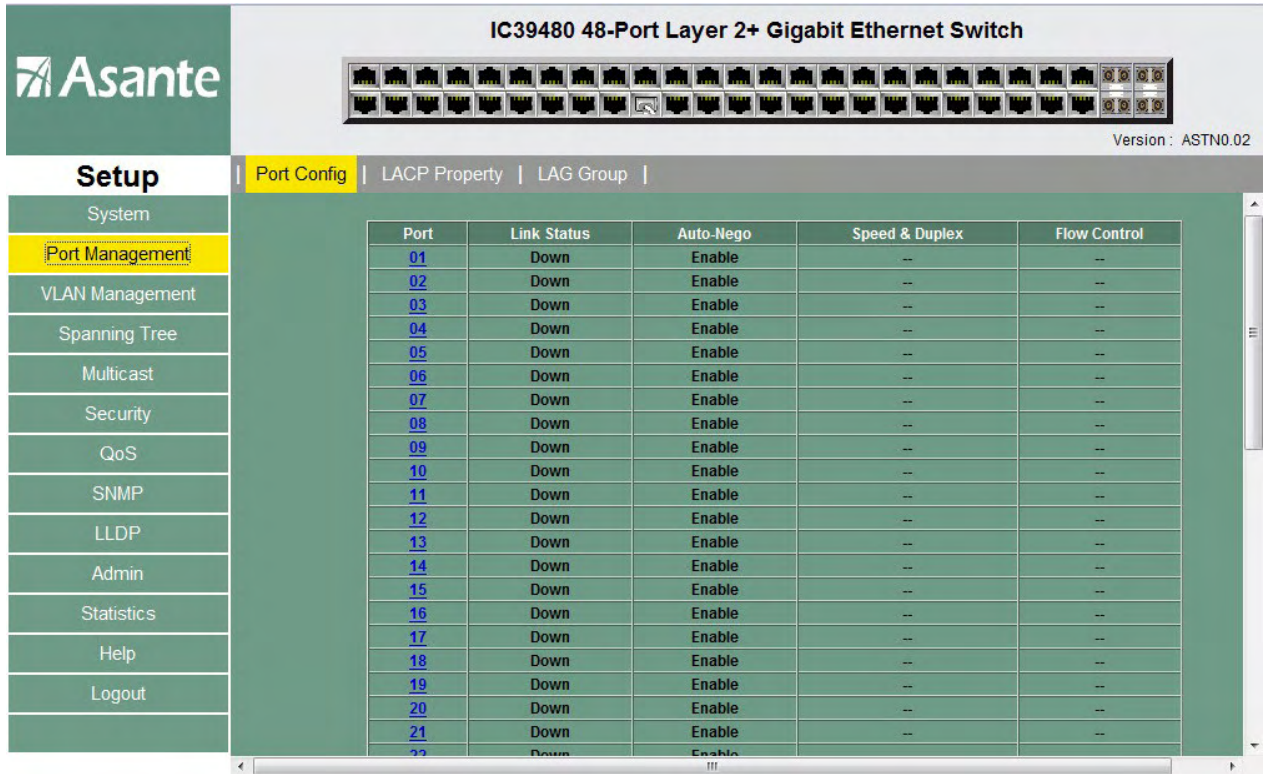 IC39480 48-Port Layer 2+ Gigabit Ethernet Switch
Asante
Version : ASTN0.02
Setup
| Port Config | LACP Property | LAG Group |
System
Port Management
VLAN Management
Spanning Tree
Multicast
Security
QoS
SNMP
LLDP
Admin
Statistics
Help
Logout
Port Link Status Auto-Nego Speed & Duplex Flow Control
01 Down Enable -- --
02 Down Enable -- --
03 Down Enable -- --
04 Down Enable -- --
05 Down Enable -- --
06 Down Enable -- --
07 Down Enable -- --
08 Down Enable -- --
09 Down Enable -- --
10 Down Enable -- --
11 Down Enable -- --
12 Down Enable -- --
13 Down Enable -- --
14 Down Enable -- --
15 Down Enable -- --
16 Down Enable -- --
17 Down Enable -- --
18 Down Enable -- --
19 Down Enable -- --
20 Down Enable -- --
21 Down Enable -- --
22 Down Enable